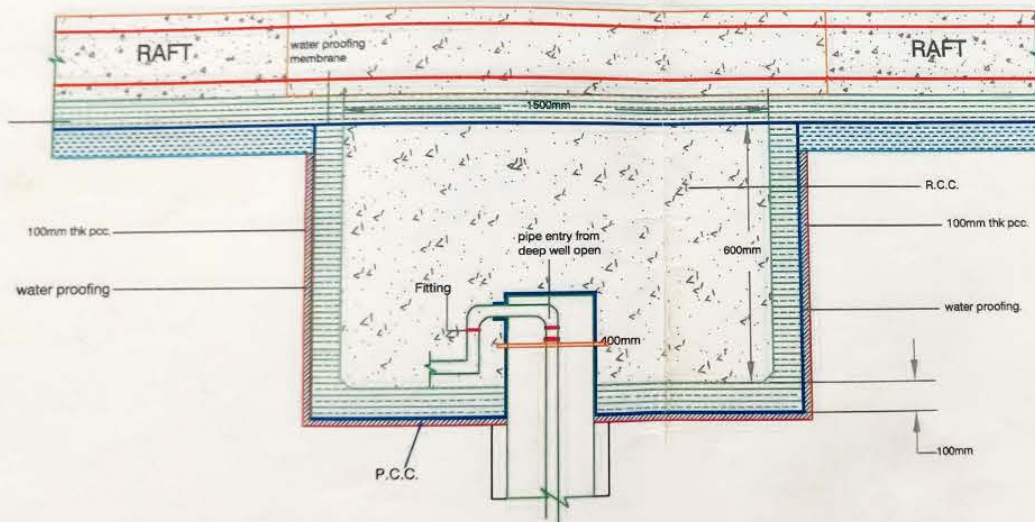 RAFT
water proofing
membrane
RAFT
1500mm
R.C.C.
100mm thk pcc.
100mm thk pcc.
pipe entry from
deep well open
600mm
water proofing
Fitting
water proofing.
400mm
100mm
P.C.C.